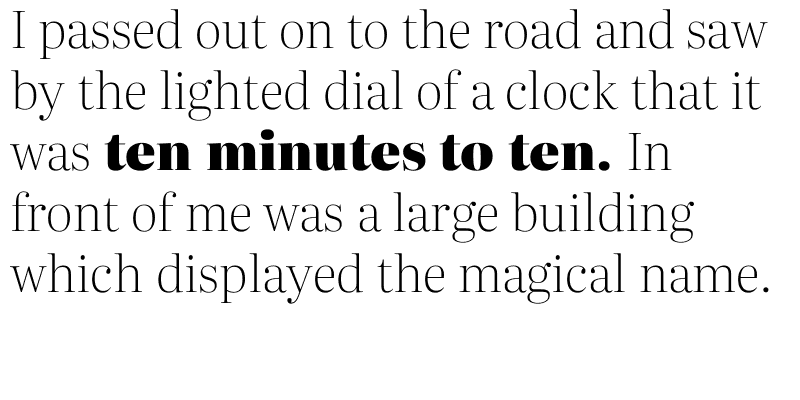 I passed out on to the road and saw
by the lighted dial of a clock that it
was ten minutes to ten. In
front of me was a large building
which displayed the magical name.